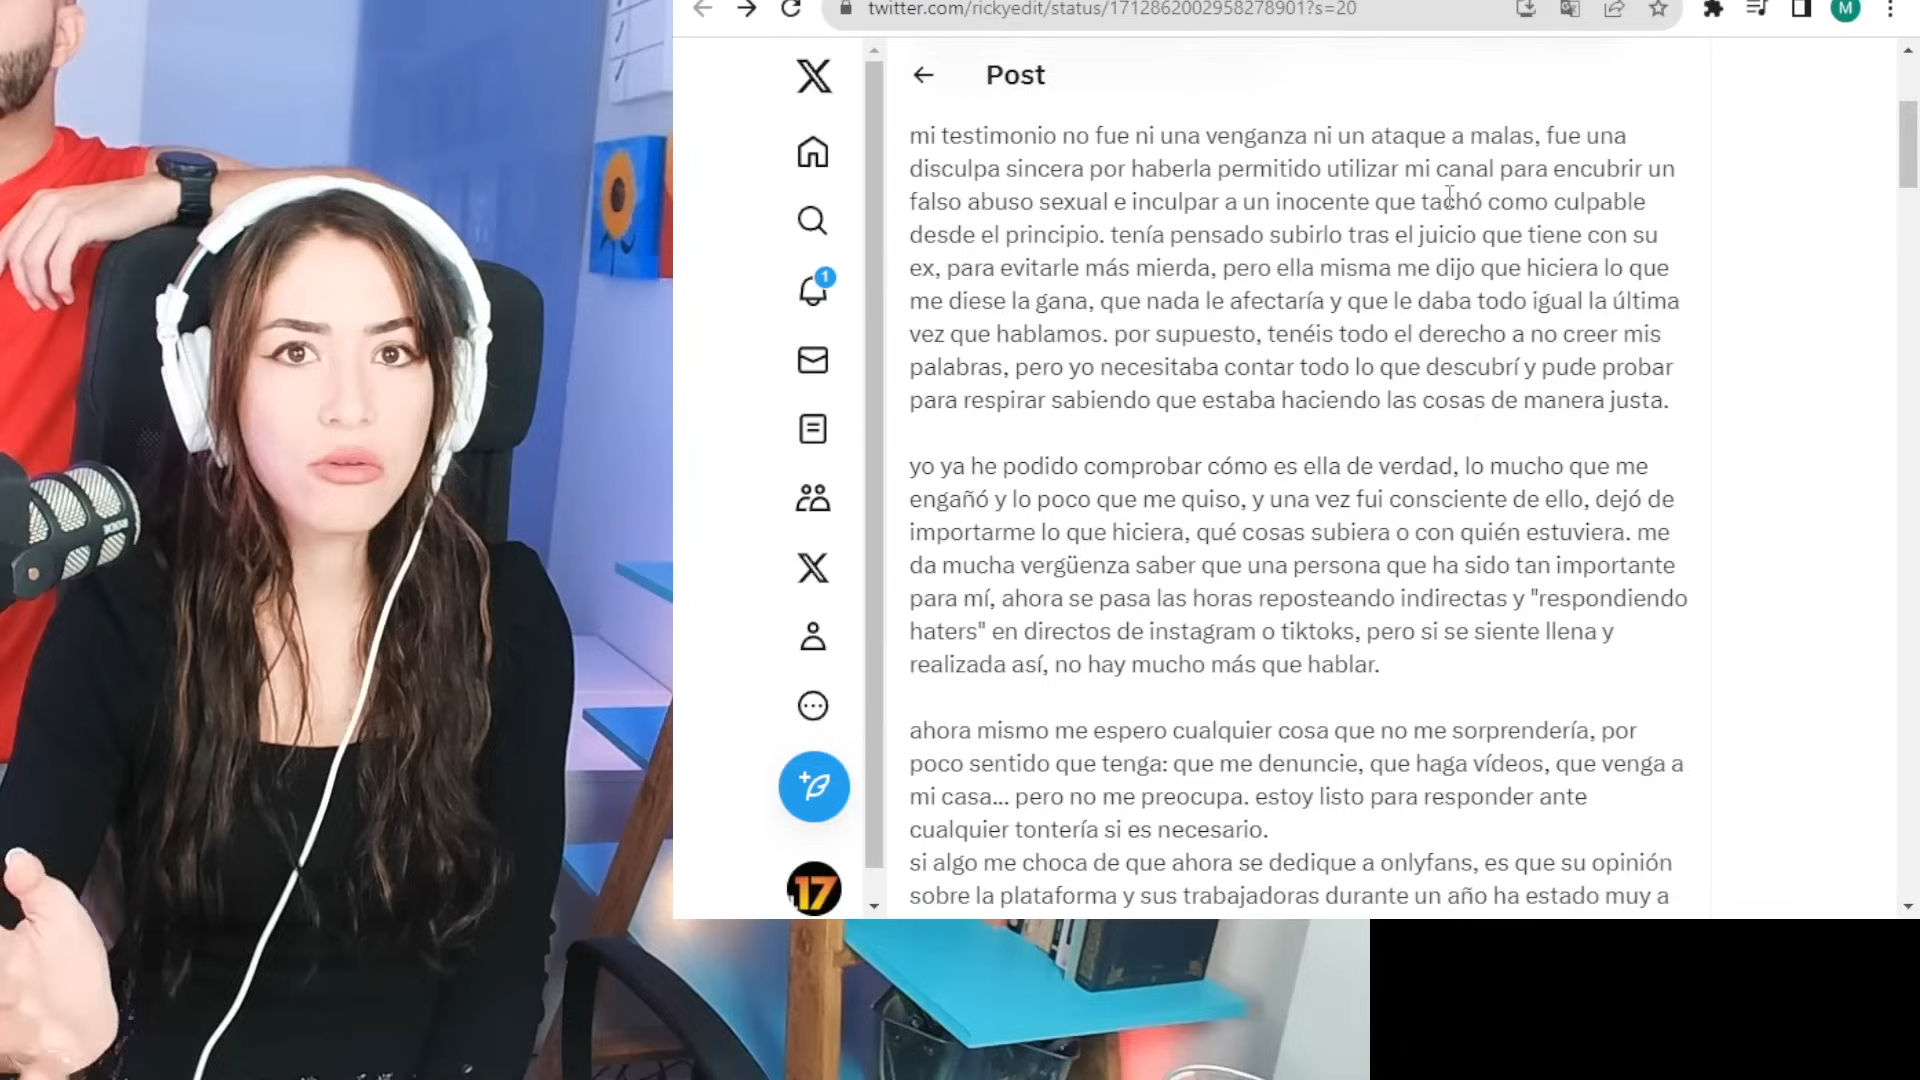 twitter.com/rickyedit/status/1712862002958278901?s=20
M
Post
mi testimonio no fue ni una venganza ni un ataque a malas, fue una
disculpa sincera por haberla permitido utilizar mi canal para encubrir un
falso abuso sexual e inculpar a un inocente que tachó como culpable
desde el principio. tenía pensado subirlo tras el juicio que tiene con su
ex, para evitarle más mierda, pero ella misma me dijo que hiciera lo que
me diese la gana, que nada le afectaría y que le daba todo igual la última
vez que hablamos. por supuesto, tenéis todo el derecho a no creer mis
palabras, pero yo necesitaba contar todo lo que descubrí y pude probar
para respirar sabiendo que estaba haciendo las cosas de manera justa.
yo ya he podido comprobar cómo es ella de verdad, lo mucho que me
engañó y lo poco que me quiso, y una vez fui consciente de ello, dejó de
importarme lo que hiciera, qué cosas subiera o con quién estuviera. me
da mucha vergüenza saber que una persona que ha sido tan importante
para mí, ahora se pasa las horas reposteando indirectas y "respondiendo
haters" en directos de instagram o tiktoks, pero si se siente llena y
realizada así, no hay mucho más que hablar.
ahora mismo me espero cualquier cosa que no me sorprendería, por
poco sentido que tenga: que me denuncie, que haga vídeos, que venga a
mi casa... pero no me preocupa. estoy listo para responder ante
cualquier tontería si es necesario.
si algo me choca de que ahora se dedique a onlyfans, es que su opinión
sobre la plataforma y sus trabajadoras durante un año ha estado muy a
1
17